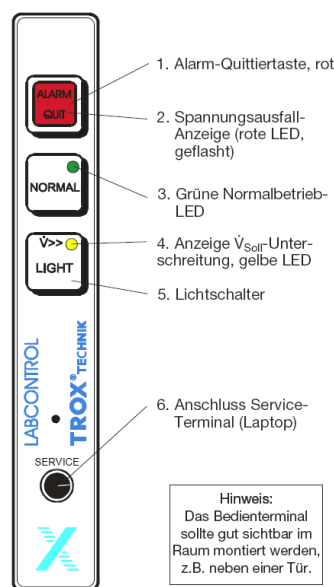 ALARM
QUIT
NORMAL
V̇>>
LIGHT
LABCONTROL
TROX® TECHNIK
SERVICE
1. Alarm-Quittiertaste, rot
2. Spannungsausfall-
Anzeige (rote LED,
geflasht)
3. Grüne Normalbetrieb-
LED
4. Anzeige V̇Soll-Unter-
schreitung, gelbe LED
5. Lichtschalter
6. Anschluss Service-
Terminal (Laptop)
Hinweis:
Das Bedienterminal
sollte gut sichtbar im
Raum montiert werden,
z.B. neben einer Tür.